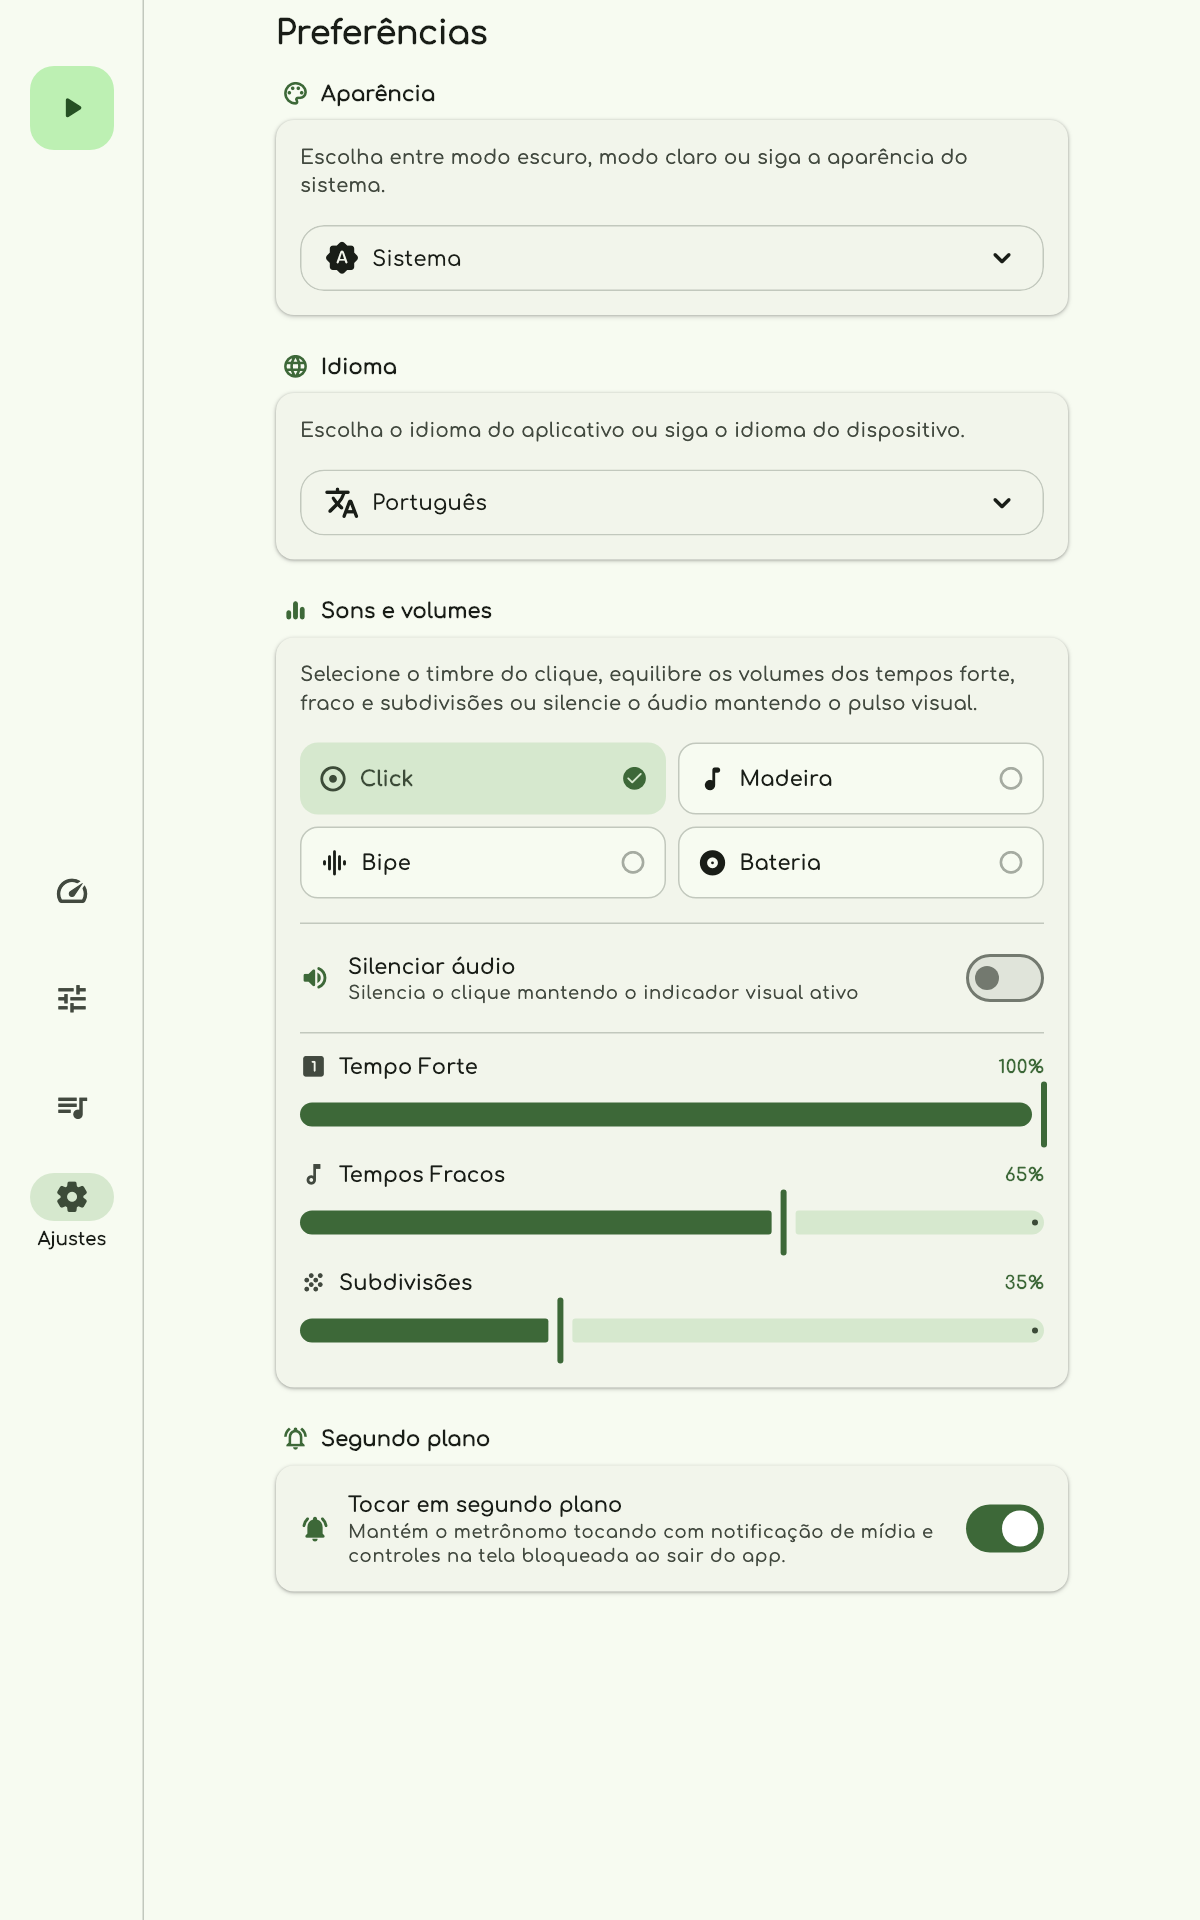 Preferências
Aparência
Escolha entre modo escuro, modo claro ou siga a aparência do
sistema.
Sistema
Idioma
Escolha o idioma do aplicativo ou siga o idioma do dispositivo.
Português
Sons e volumes
Selecione o timbre do clique, equilibre os volumes dos tempos forte,
fraco e subdivisões ou silencie o áudio mantendo o pulso visual.
Click
Madeira
Bipe
Bateria
Silenciar áudio
Silencia o clique mantendo o indicador visual ativo
Tempo Forte
100%
Tempos Fracos
65%
Ajustes
Subdivisões
35%
Segundo plano
Tocar em segundo plano
Mantém o metrônomo tocando com notificação de mídia e
controles na tela bloqueada ao sair do app.